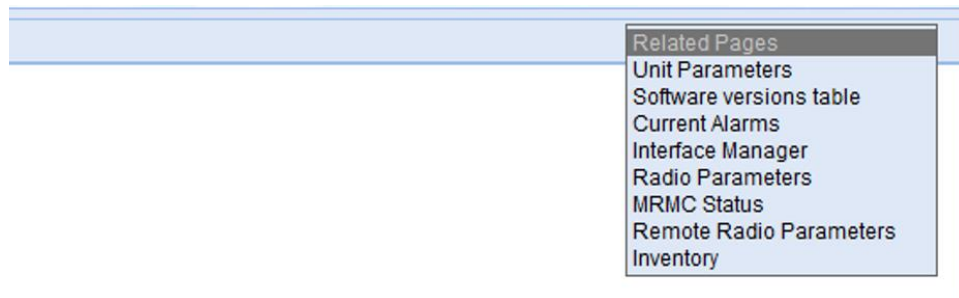 Related Pages
Unit Parameters
Software versions table
Current Alarms
Interface Manager
Radio Parameters
MRMC Status
Remote Radio Parameters
Inventory